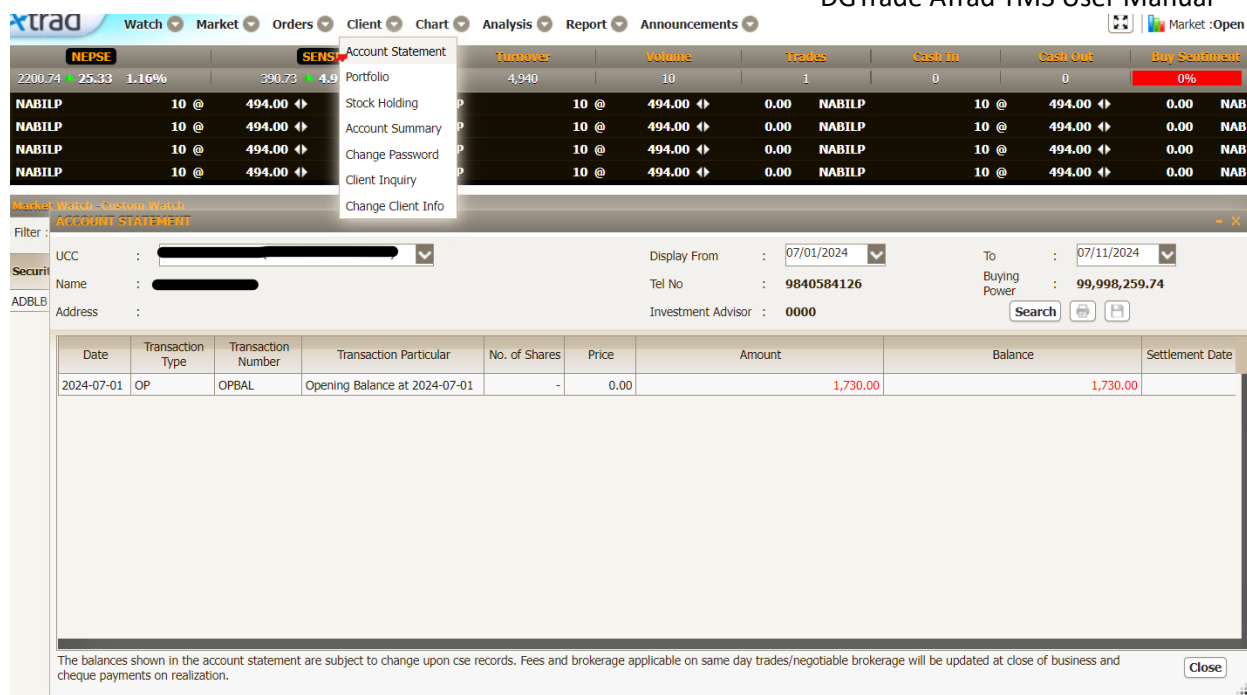 DGTrade Atrad TMS User Manual
xtrad Watch Market Orders Client Chart Analysis Report Announcements Market :Open
NEPSE Turnover Volume Trades Cash In Cash Out Buy Sentiment
2200.74 25.33 1.16% 390.73 4.9 4,940 10 1 0 0 0%
Account Statement
Portfolio
Stock Holding
Account Summary
Change Password
Client Inquiry
Change Client Info
NABILP 10 @ 494.00 P 10 @ 494.00 0.00 NABILP 10 @ 494.00 0.00 NAB
NABILP 10 @ 494.00 P 10 @ 494.00 0.00 NABILP 10 @ 494.00 0.00 NAB
NABILP 10 @ 494.00 P 10 @ 494.00 0.00 NABILP 10 @ 494.00 0.00 NAB
NABILP 10 @ 494.00 P 10 @ 494.00 0.00 NABILP 10 @ 494.00 0.00 NAB
Market Watch -Custom Watch
ACCOUNT STATEMENT
Filter :
Securit
ADBLB
UCC : Display From : 07/01/2024 To : 07/11/2024
Name : Tel No : 9840584126 Buying Power : 99,998,259.74
Address : Investment Advisor : 0000 Search
Date Transaction Type Transaction Number Transaction Particular No. of Shares Price Amount Balance Settlement Date
2024-07-01 OP OPBAL Opening Balance at 2024-07-01 - 0.00 1,730.00 1,730.00
The balances shown in the account statement are subject to change upon cse records. Fees and brokerage applicable on same day trades/negotiable brokerage will be updated at close of business and
cheque payments on realization.
Close